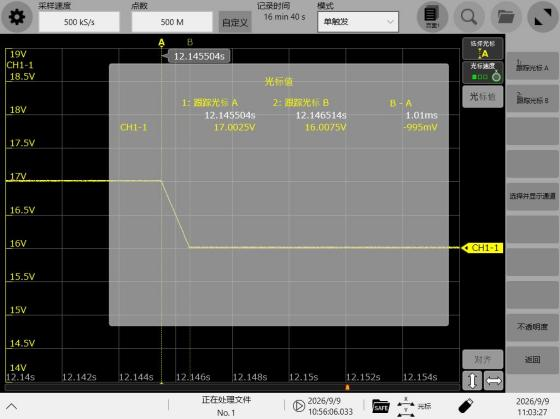 采样速度
点数
记录时间
模式
500 kS/s
500 M
自定义
16 min 40 s
单触发
A
B
12.145504s
19V
CH1-1
18.5V
18V
17.5V
17V
16.5V
16V
15.5V
15V
14.5V
14V
光标值
1: 跟踪光标 A
2: 跟踪光标 B
B - A
12.145504s
12.146514s
1.01ms
CH1-1
17.0025V
16.0075V
-995mV
CH1-1
12.14s
12.142s
12.144s
12.146s
12.148s
12.15s
12.152s
12.154s
选择光标
A
光标速度
光标值
对齐
跟踪光标 A
跟踪光标 B
选择并显示通道
不透明度
返回
正在处理文件
No. 1
2026/9/9
10:56:06.033
SAFE
X
Y
光标
2026/9/9
11:03:27